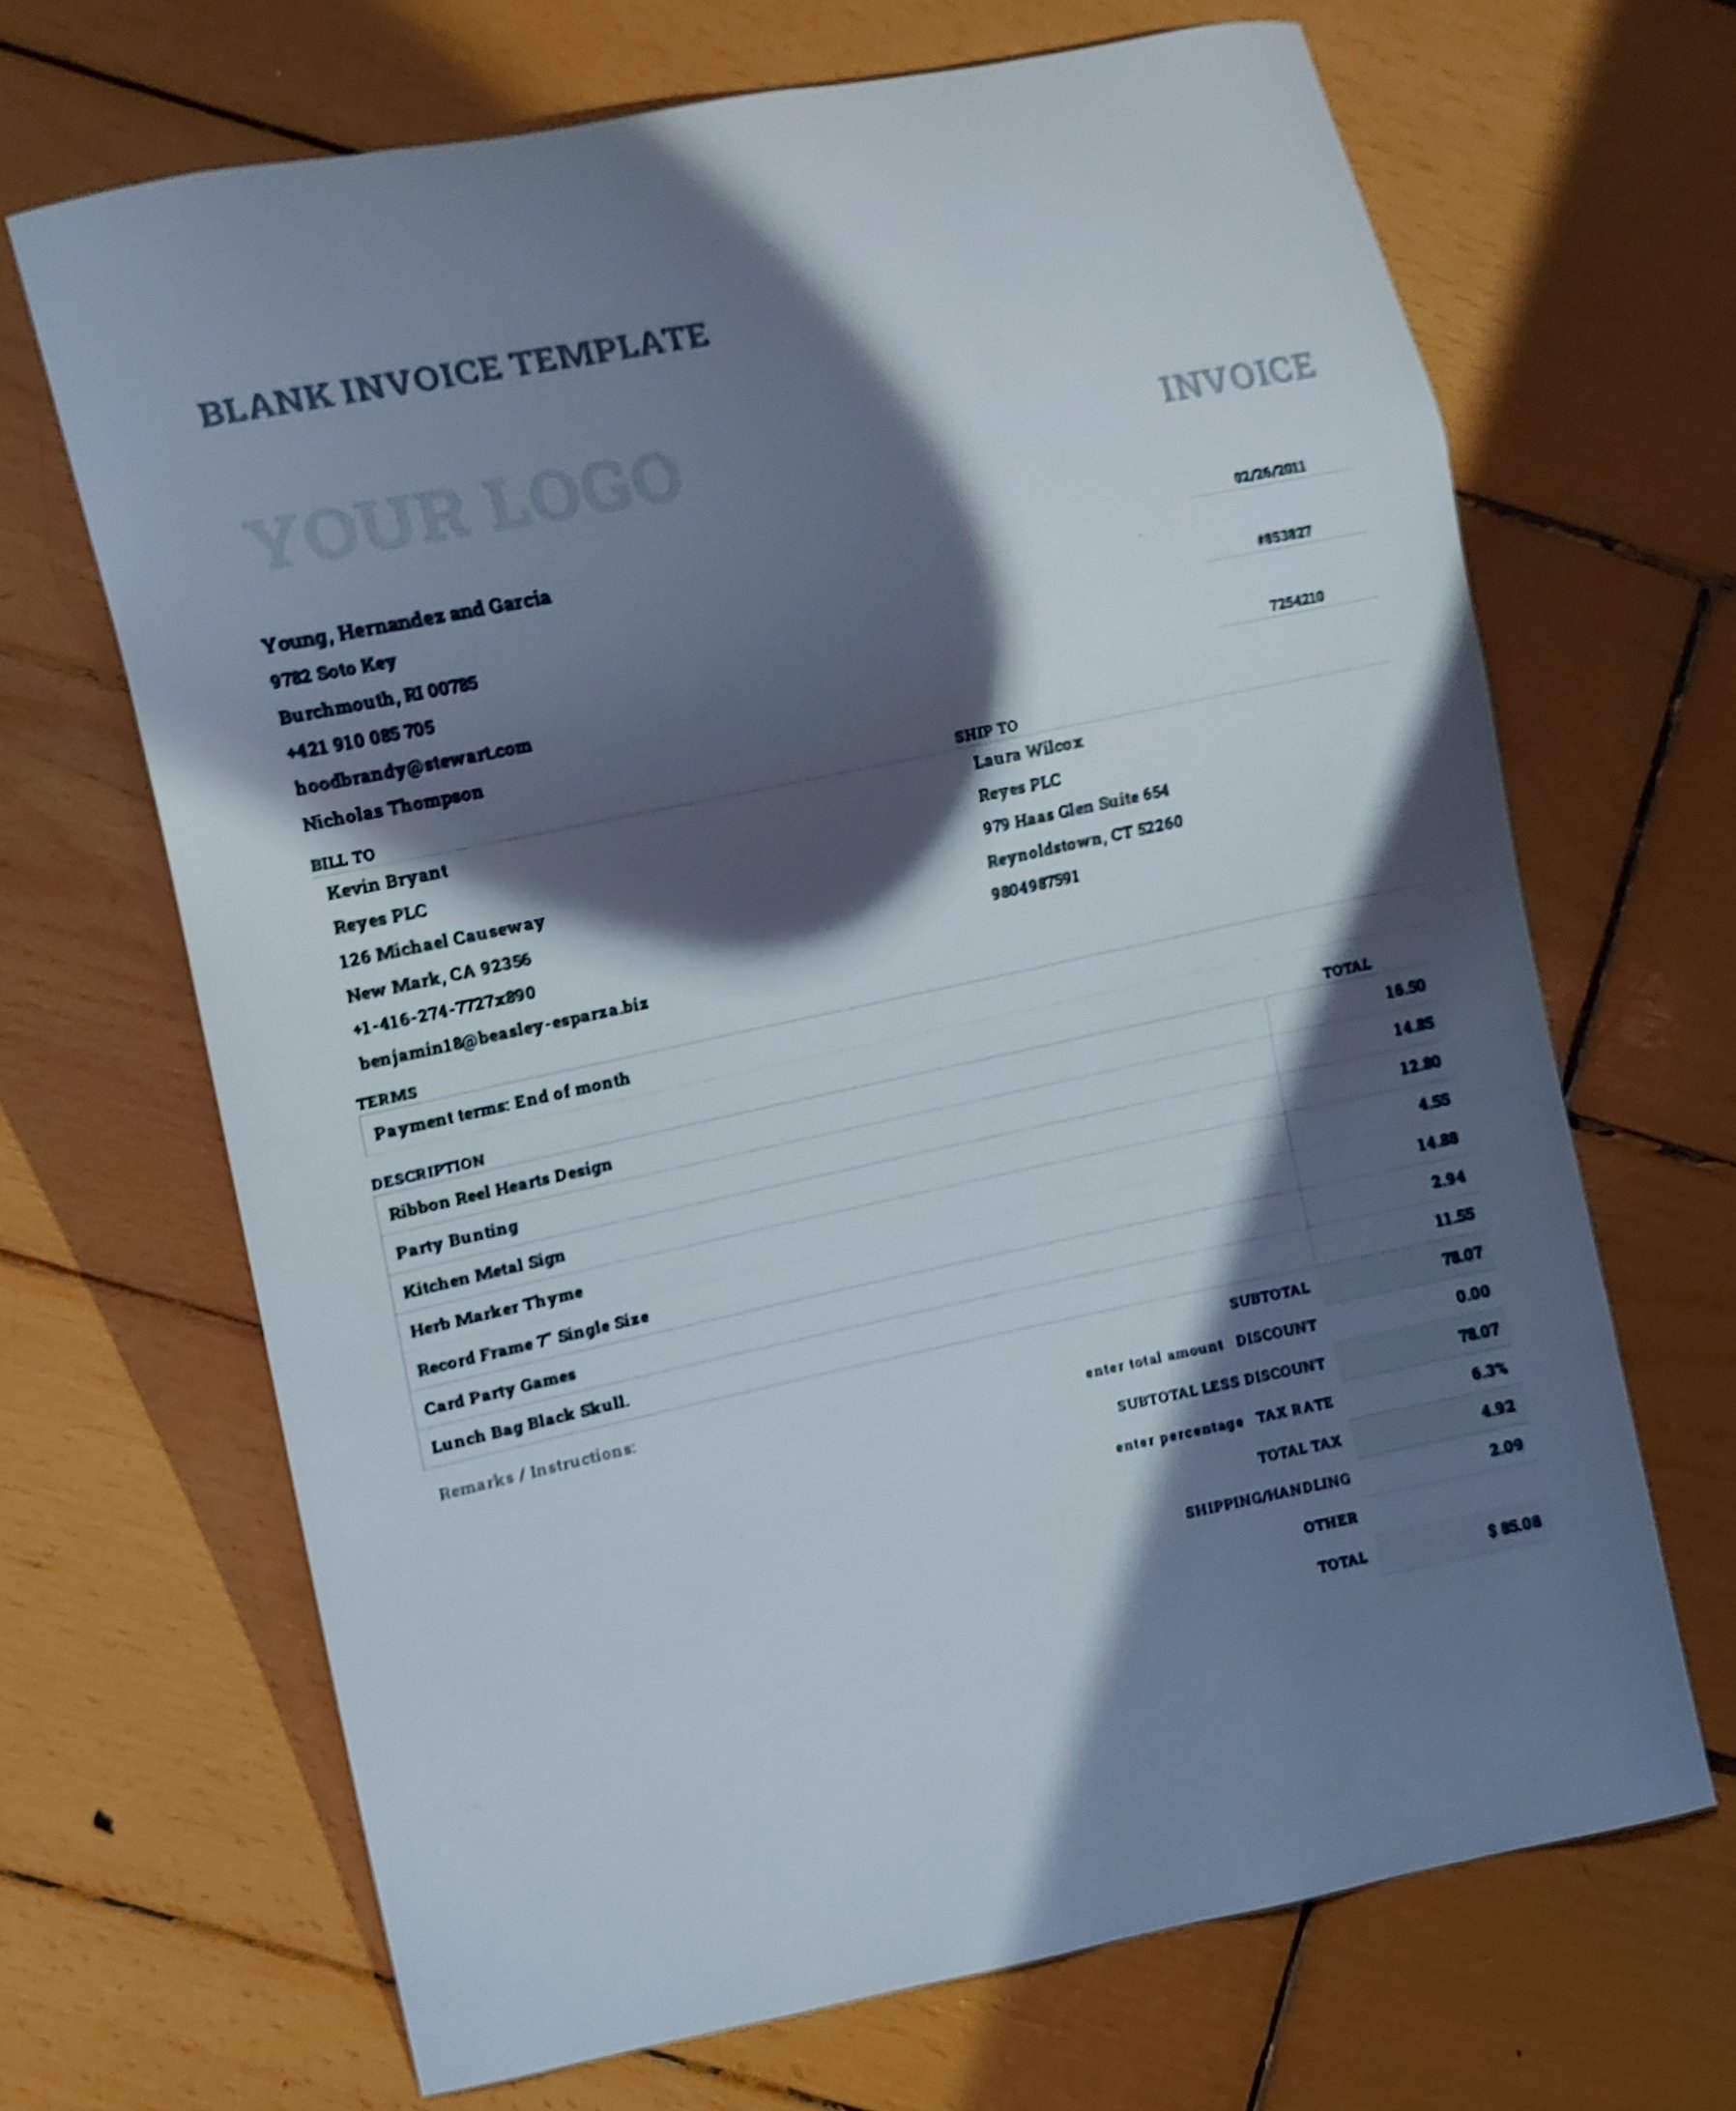 BLANK INVOICE TEMPLATE
INVOICE
YOUR LOGO
02/26/2011
#853827
7254210
Young, Hernandez and Garcia
9782 Soto Key
Burchmouth, RI 00785
+421 910 085 705
hoodbrandy@stewart.com
Nicholas Thompson
BILL TO
Kevin Bryant
Reyes PLC
126 Michael Causeway
New Mark, CA 92356
+1-416-274-7727x890
benjamin18@beasley-esparza.biz
SHIP TO
Laura Wilcox
Reyes PLC
979 Haas Glen Suite 654
Reynoldstown, CT 52260
9804987591
TERMS
Payment terms: End of month
DESCRIPTION TOTAL
Ribbon Reel Hearts Design 16.50
Party Bunting 14.85
Kitchen Metal Sign 12.80
Herb Marker Thyme 4.55
Record Frame 7" Single Size 14.88
Card Party Games 2.94
Lunch Bag Black Skull. 11.55
Remarks / Instructions:
SUBTOTAL 78.07
enter total amount DISCOUNT 0.00
SUBTOTAL LESS DISCOUNT 78.07
enter percentage TAX RATE 6.3%
TOTAL TAX 4.92
SHIPPING/HANDLING 2.09
OTHER
TOTAL $ 85.08